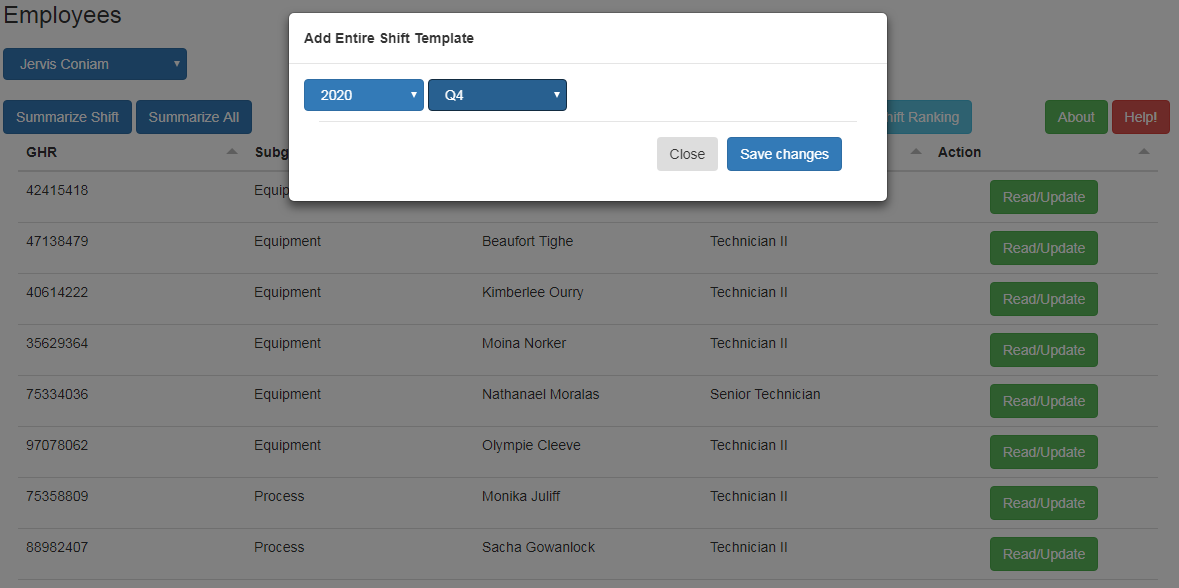 Employees
Add Entire Shift Template
Jervis Coniam
2020 Q4
Summarize Shift Summarize All Ranking About Help!
Close Save changes
GHR Action
42415418 Read/Update
47138479 Equipment Beaufort Tighe Technician II Read/Update
40614222 Equipment Kimberlee Ourry Technician II Read/Update
35629364 Equipment Moina Norker Technician II Read/Update
75334036 Equipment Nathanael Moralas Senior Technician Read/Update
97078062 Equipment Olympie Cleeve Technician II Read/Update
75358809 Process Monika Juliff Technician II Read/Update
88982407 Process Sacha Gowanlock Technician II Read/Update